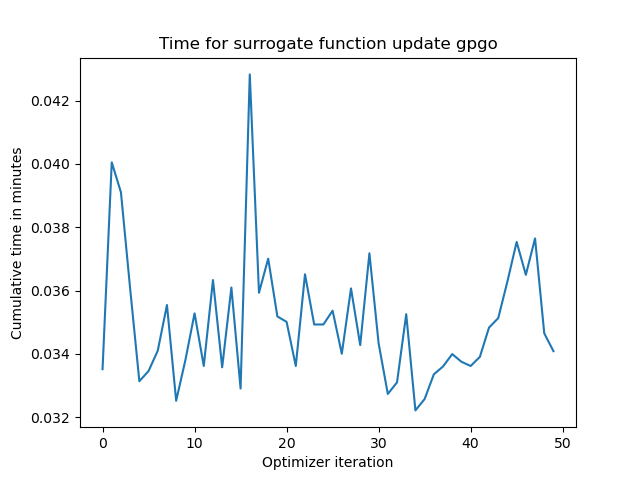 Time for surrogate function update gpgo
0.042
0.040
0.038
0.036
0.034
0.032
Cumulative time in minutes
0 10 20 30 40 50
Optimizer iteration